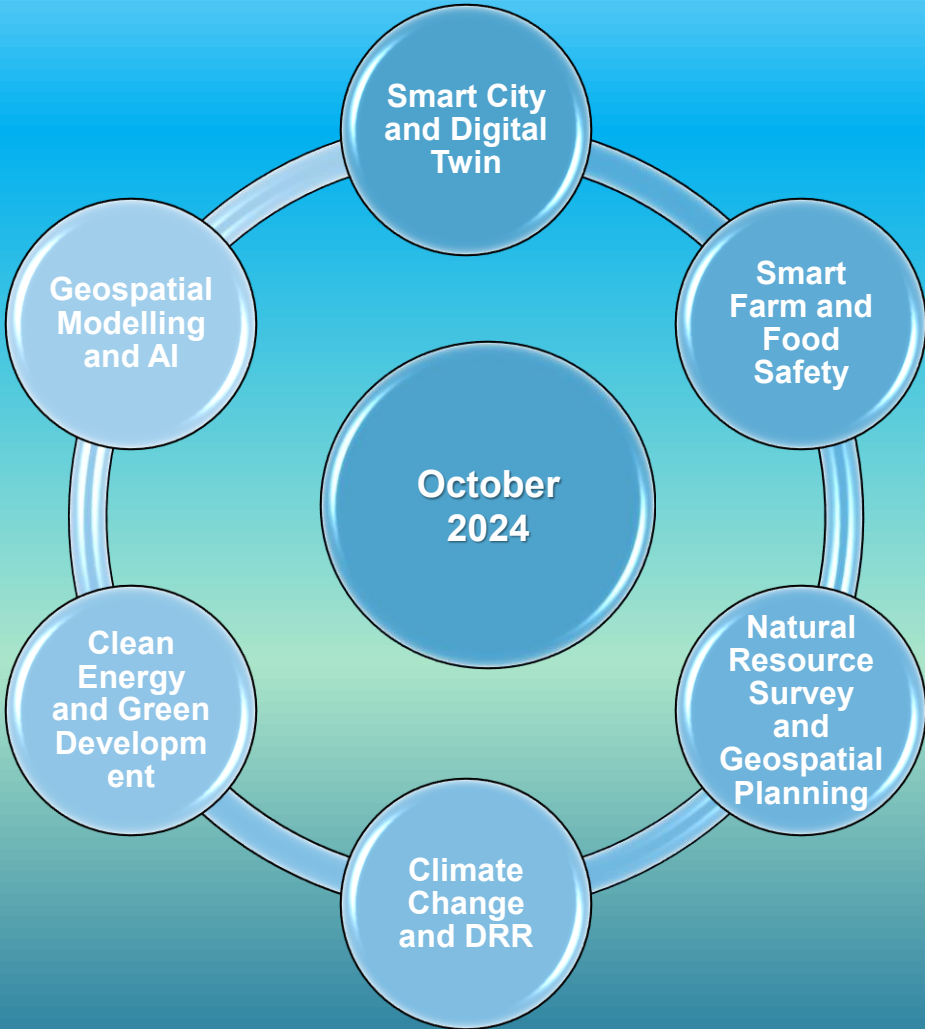 Smart City
and Digital
Twin
Smart
Farm and
Food
Safety
Natural
Resource
Survey
and
Geospatial
Planning
Climate
Change
and DRR
Clean
Energy
and Green
Developm
ent
Geospatial
Modelling
and AI
October
2024